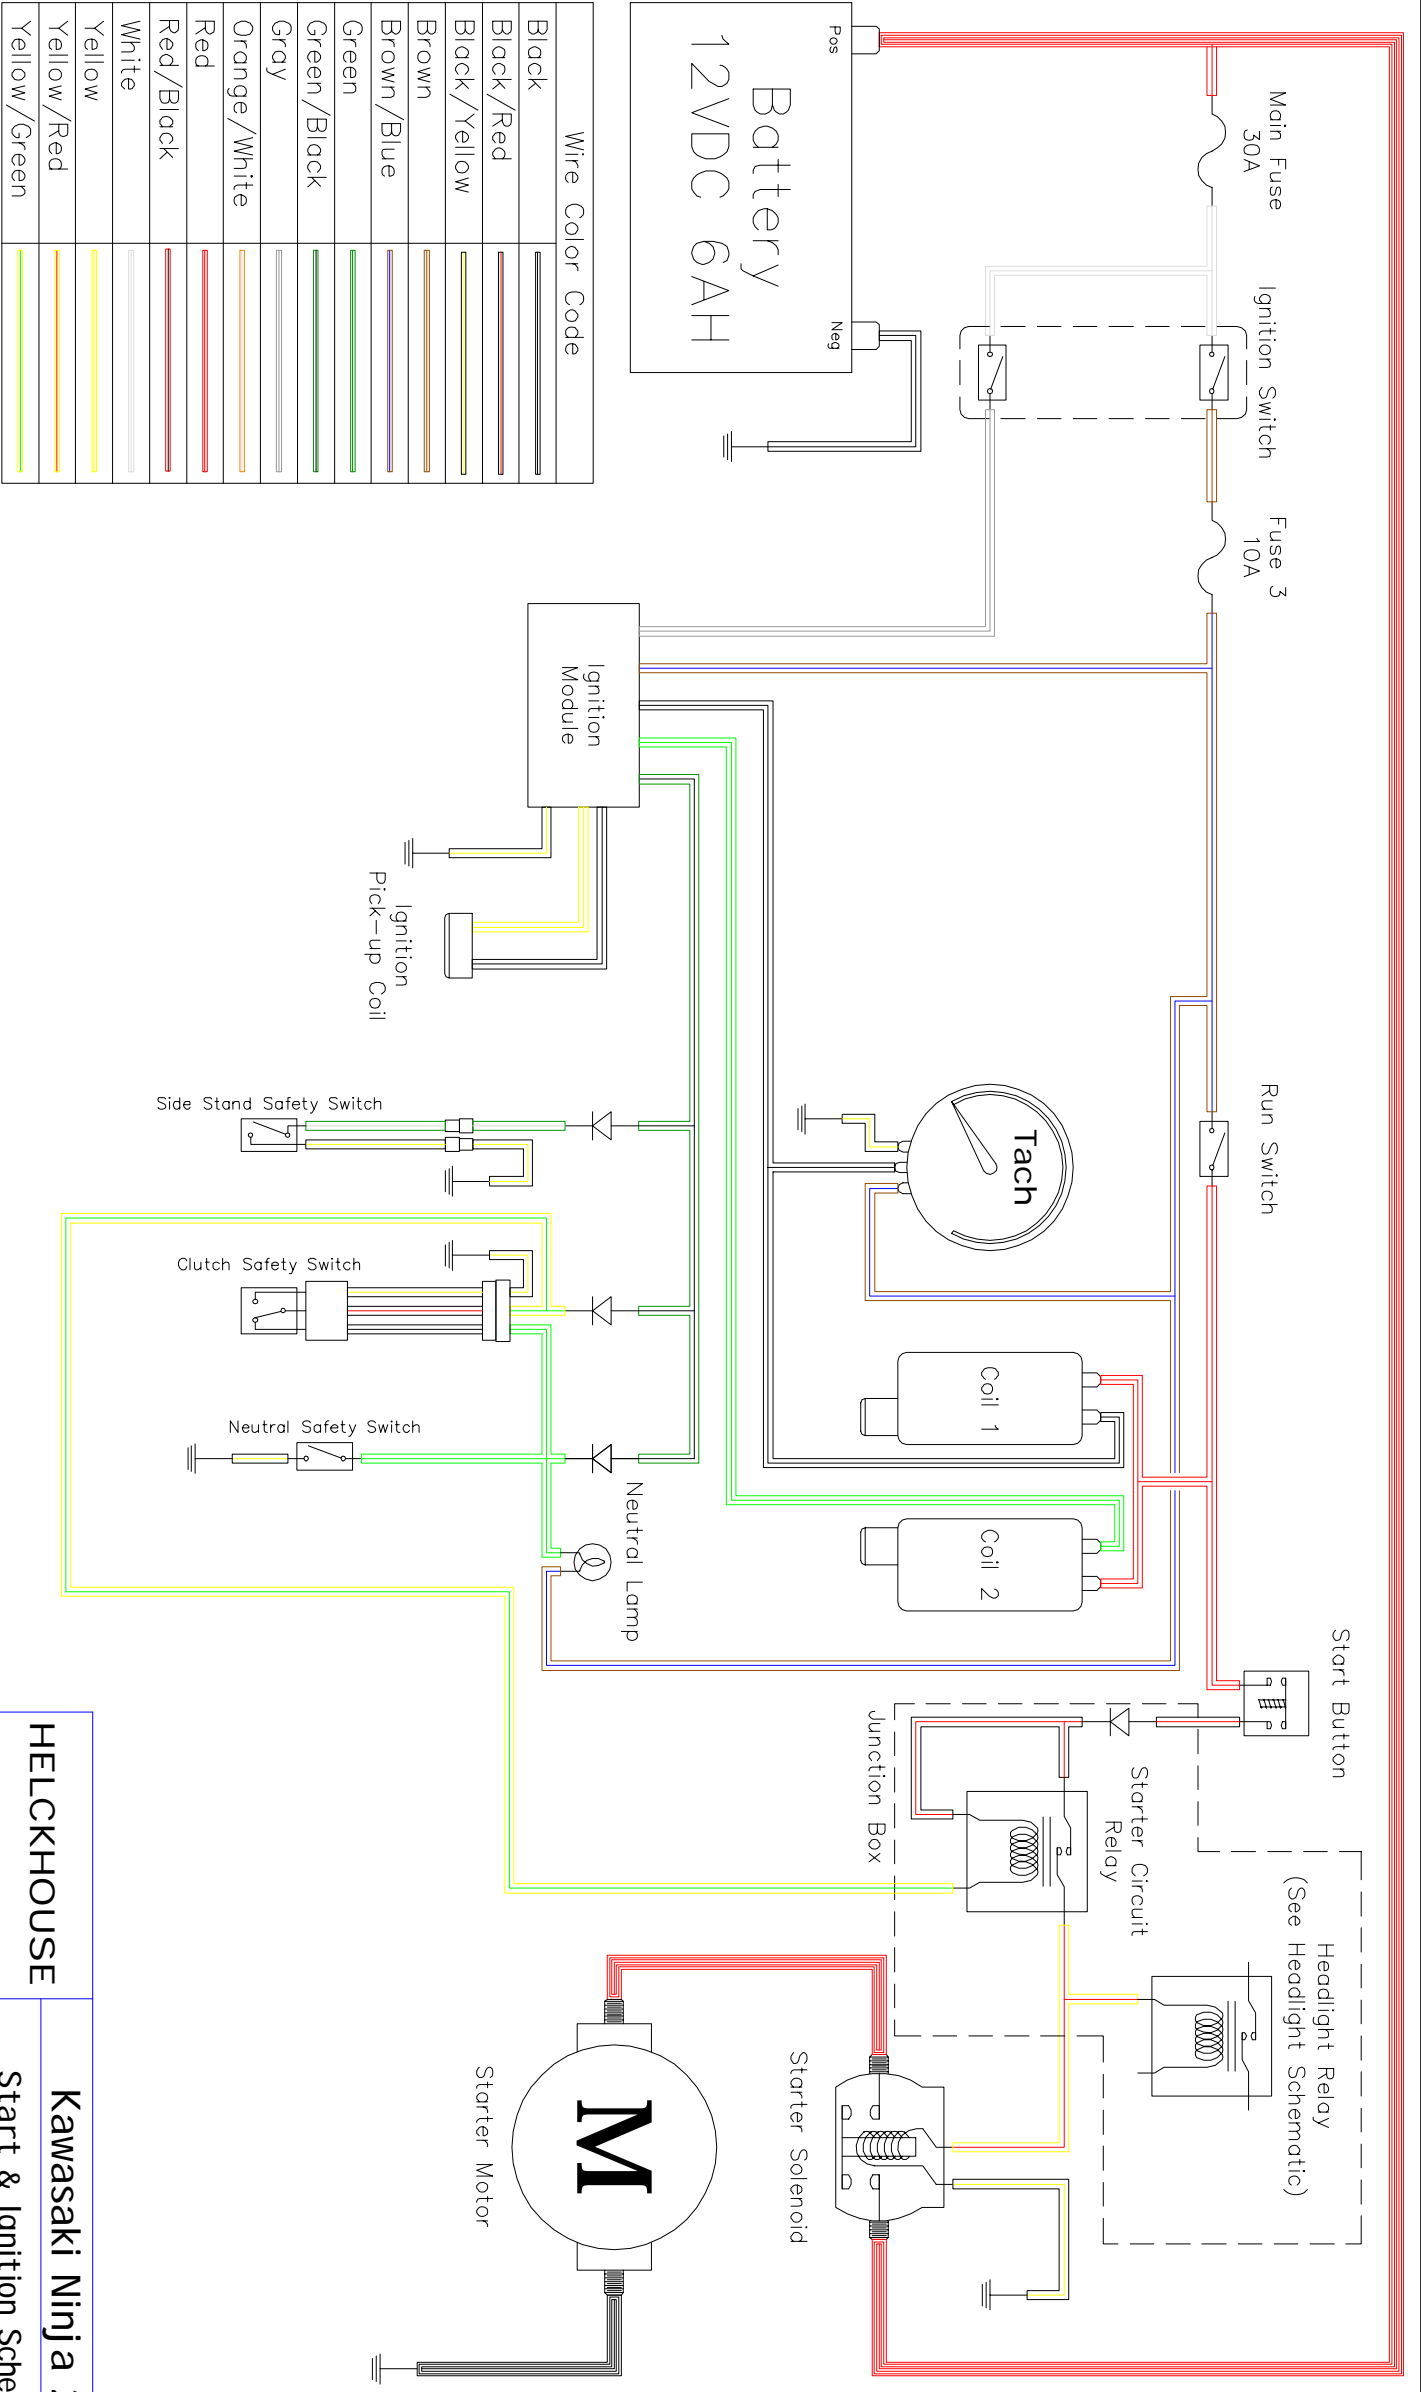 Main Fuse
30A
Ignition Switch
Fuse 3
10A
Run Switch
Start Button
Headlight Relay
(See Headlight Schematic)
Starter Circuit
Relay
Junction Box
Pos
Neg
Battery
12VDC 6AH
Tach
Coil 1
Coil 2
Starter Solenoid
Ignition
Module
Ignition
Pick-up Coil
Neutral Lamp
Starter Motor
M
Side Stand Safety Switch
Clutch Safety Switch
Neutral Safety Switch
Wire Color Code
Black
Black/Red
Black/Yellow
Brown
Brown/Blue
Green
Green/Black
Gray
Orange/White
Red
Red/Black
White
Yellow
Yellow/Red
Yellow/Green
HELCKHOUSE
Kawasaki Ninja
Start & Ignition